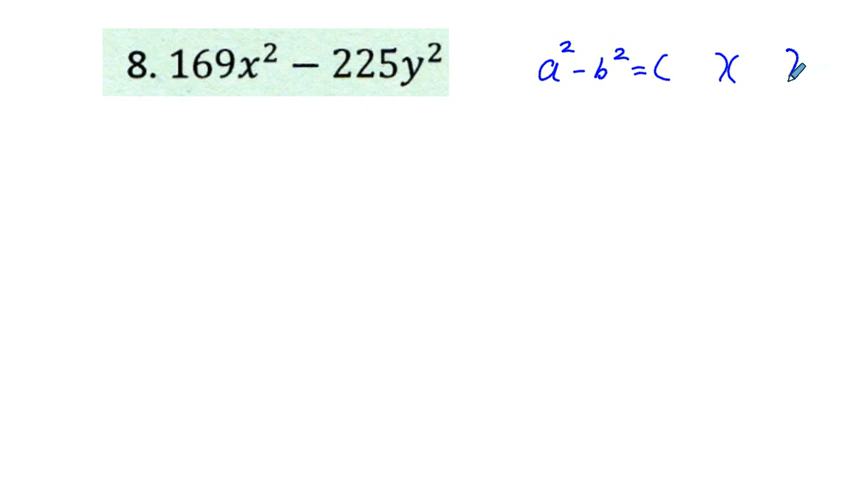 8. 169x² − 225y²
a² - b² = ( )( )